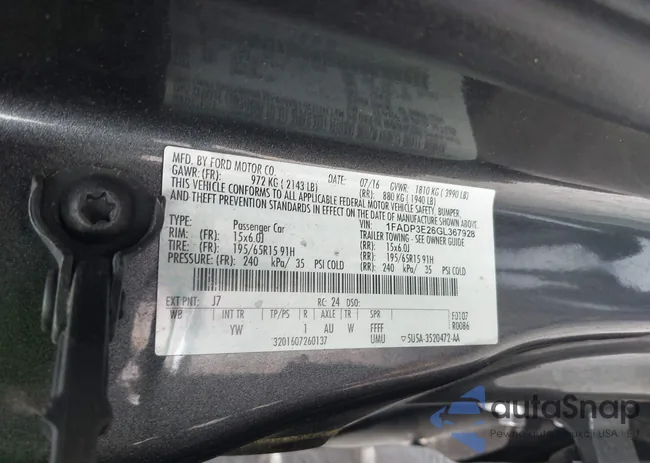 MFD. BY FORD MOTOR CO.
DATE: 07/16 GVWR: 1810 KG ( 3990 LB)
GAWR: (FR): 972 KG ( 2143 LB) (RR): 880 KG ( 1940 LB)
THIS VEHICLE CONFORMS TO ALL APPLICABLE FEDERAL MOTOR VEHICLE SAFETY, BUMPER,
AND THEFT PREVENTION STANDARDS IN EFFECT ON THE DATE OF MANUFACTURE SHOWN ABOVE.
VIN: 1FADP3E26GL367928
TYPE: Passenger Car TRAILER TOWING - SEE OWNER GUIDE
RIM: (FR): 15x6.0J (RR): 15x6.0J
TIRE: (FR): 195/65R15 91H (RR): 195/65R15 91H
PRESSURE: (FR): 240 kPa/ 35 PSI COLD (RR): 240 kPa/ 35 PSI COLD
EXT PNT: J7 RC: 24 DSO:
WB INT TR TP/PS R AXLE TR SPR F0107
YW 1 AU W FFFF R0086
3201607260137 UMU 5USA-3520472-AA
autoSnap